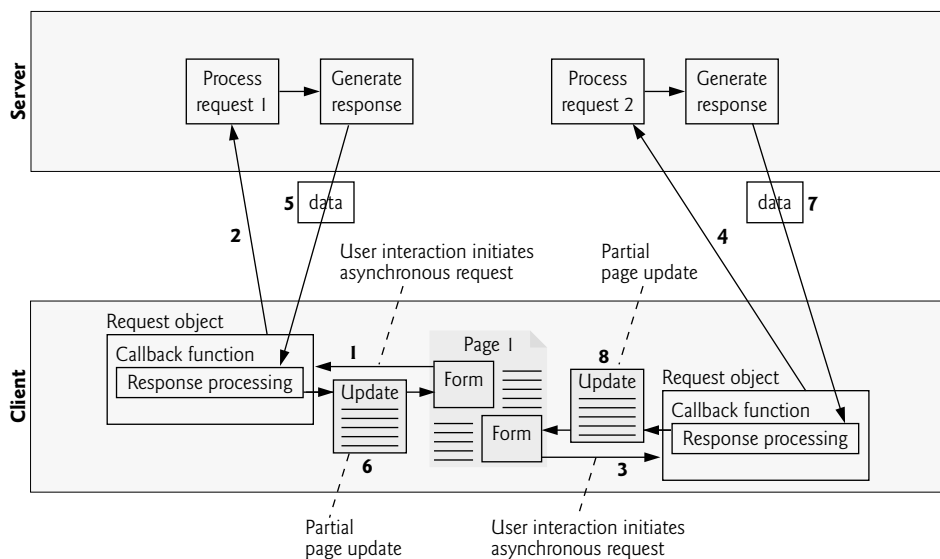 Server
Process
request 1
Generate
response
Process
request 2
Generate
response
5
data
data
7
2
4
User interaction initiates
asynchronous request
Partial
page update
Client
Request object
Callback function
Response processing
1
Page 1
Form
Update
6
Form
8
Update
3
Request object
Callback function
Response processing
Partial
page update
User interaction initiates
asynchronous request